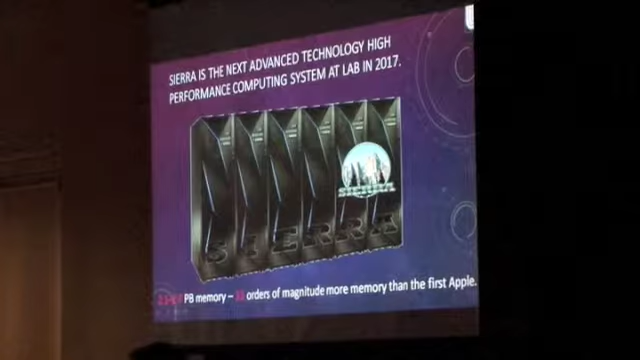 SIERRA IS THE NEXT ADVANCED TECHNOLOGY HIGH
PERFORMANCE COMPUTING SYSTEM AT LAB IN 2017.
SIERRA
SIERRA
PB memory – orders of magnitude more memory than the first Apple.